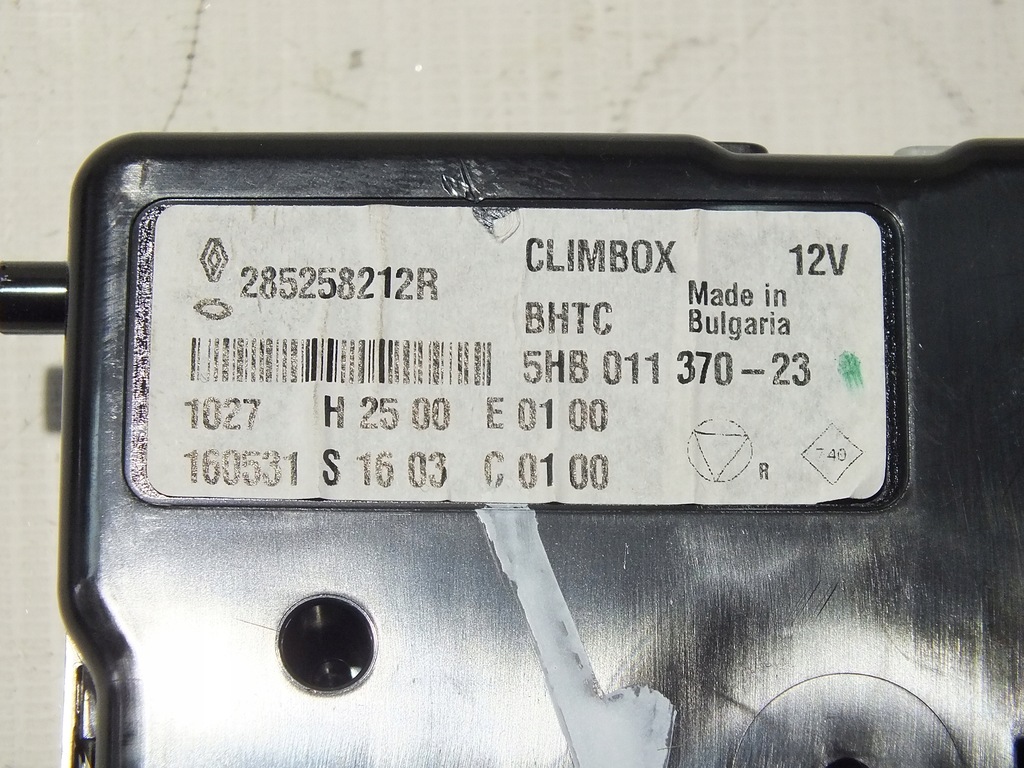 285258212R
CLIMBOX 12V
BHTC Made in
Bulgaria
5HB 011 370-23
1027 H 25 00 E 01 00
160531 S 16 03 C 01 00
R
740